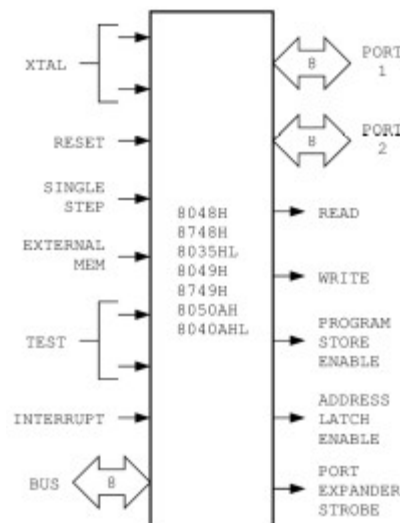 XTAL
RESET
SINGLE
STEP
EXTERNAL
MEM
TEST
INTERRUPT
BUS
8
8048H
8748H
8035HL
8049H
8749H
8050AH
8040AHL
8
PORT
1
8
PORT
2
READ
WRITE
PROGRAM
STORE
ENABLE
ADDRESS
LATCH
ENABLE
PORT
EXPANDER
STROBE